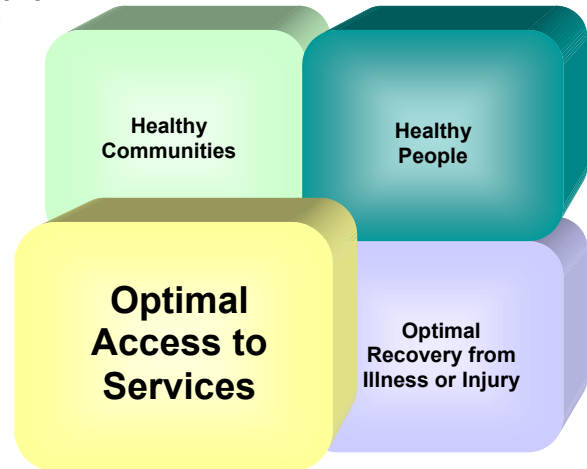 Healthy
Communities
Healthy
People
Optimal
Access to
Services
Optimal
Recovery from
Illness or Injury